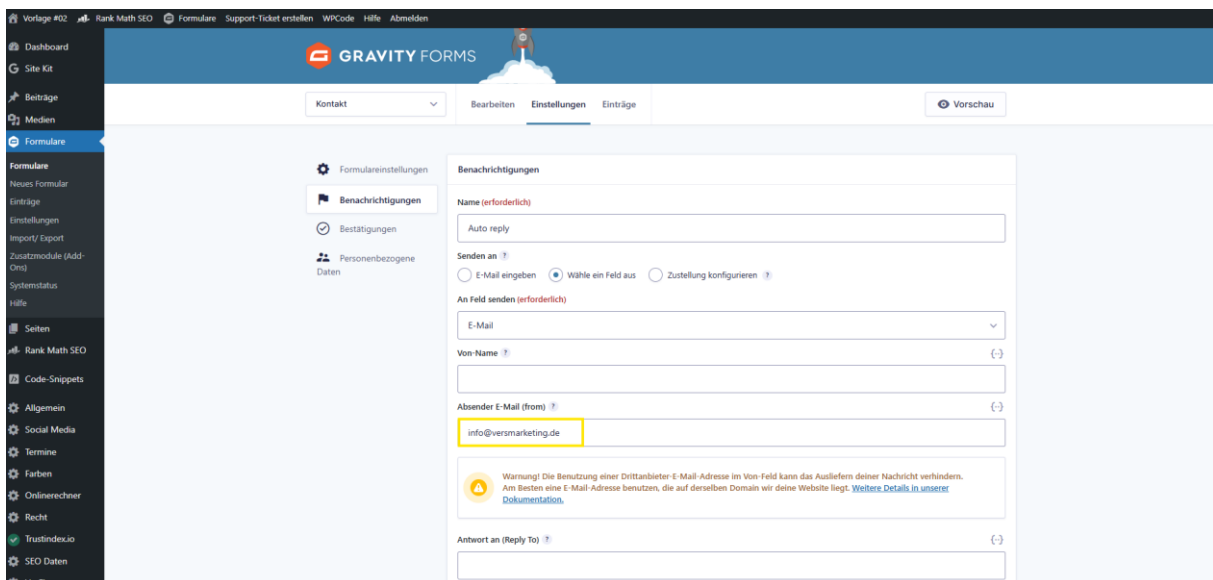 Vorlage #02 Rank Math SEO Formulare Support-Ticket erstellen WPCode Hilfe Abmelden
Dashboard
Site Kit
Beiträge
Medien
Formulare
Formulare
Neues Formular
Einträge
Einstellungen
Import/ Export
Zusatzmodule (Add-
Ons)
Systemstatus
Hilfe
Seiten
Rank Math SEO
Code-Snippets
Allgemein
Social Media
Termine
Farben
Onlinerechner
Recht
Trustindex.io
SEO Daten
GRAVITY FORMS
Kontakt
Bearbeiten Einstellungen Einträge
Vorschau
Formulareinstellungen
Benachrichtigungen
Bestätigungen
Personenbezogene
Daten
Benachrichtigungen
Name (erforderlich)
Auto reply
Senden an ?
E-Mail eingeben Wähle ein Feld aus Zustellung konfigurieren ?
An Feld senden (erforderlich)
E-Mail
Von-Name ? {..}
Absender E-Mail (from) ? {..}
info@versmarketing.de
Warnung! Die Benutzung einer Drittanbieter-E-Mail-Adresse im Von-Feld kann das Ausliefern deiner Nachricht verhindern.
Am Besten eine E-Mail-Adresse benutzen, die auf derselben Domain wir deine Website liegt. Weitere Details in unserer
Dokumentation.
Antwort an (Reply To) ? {..}